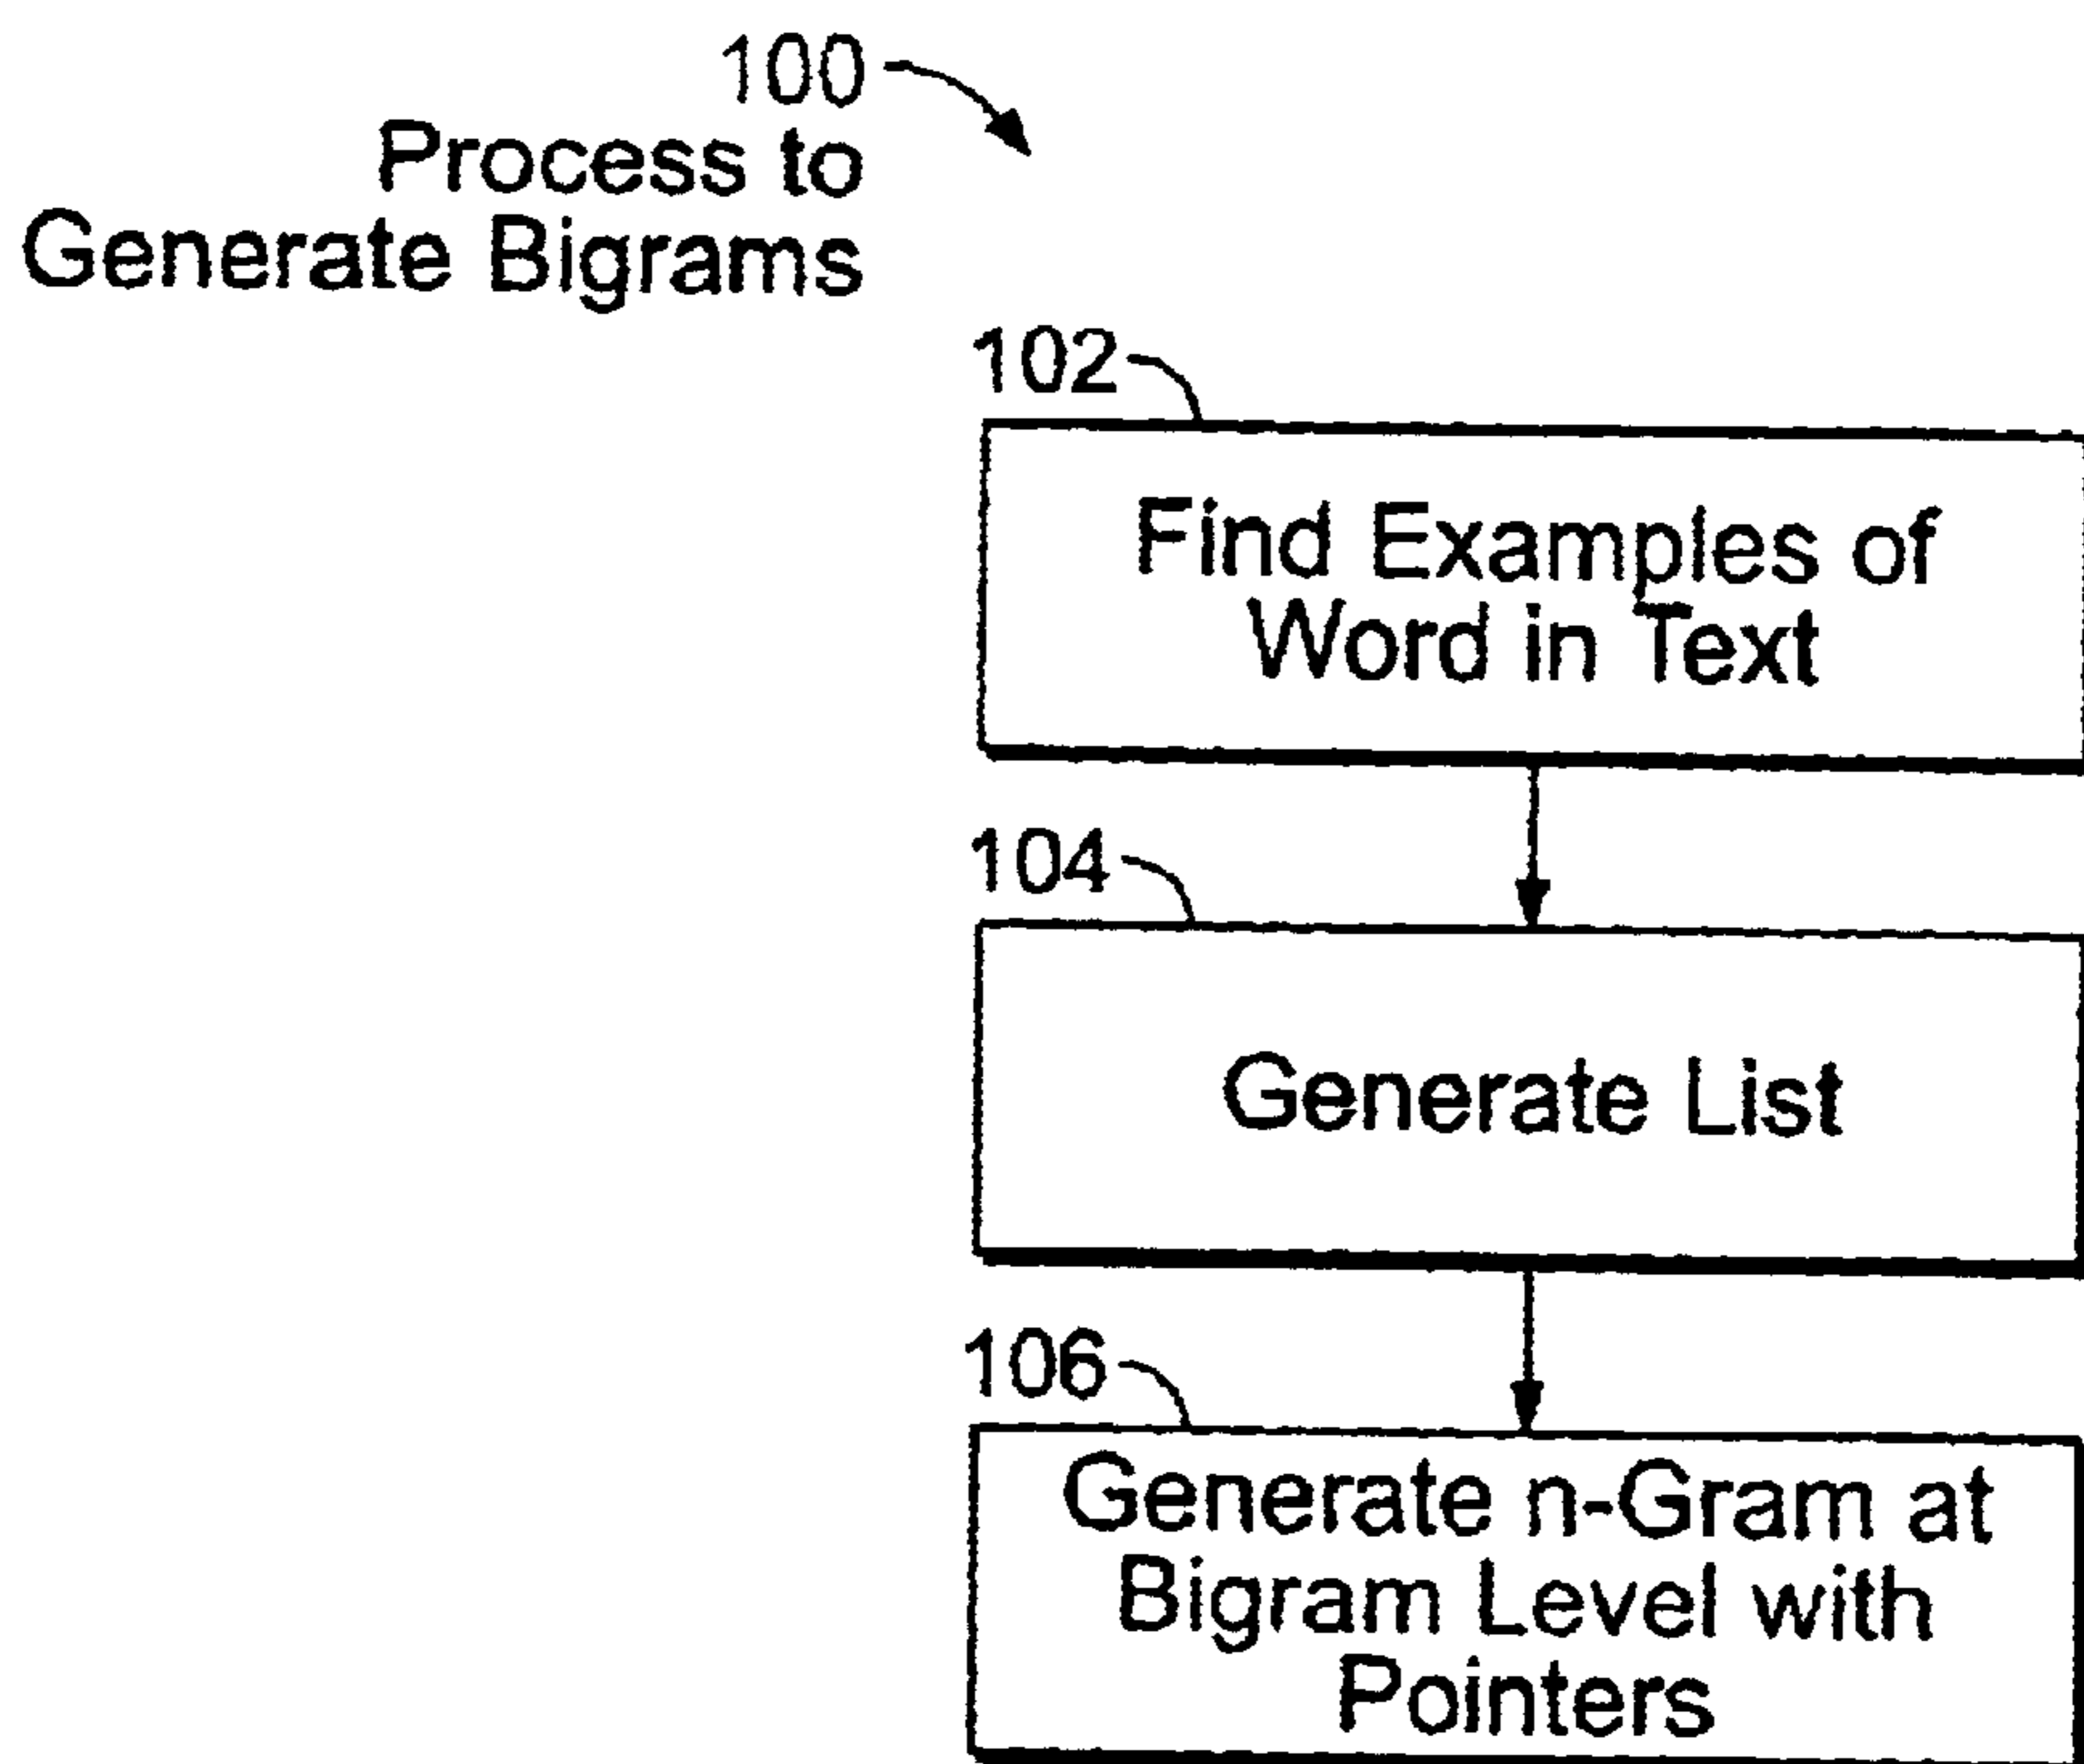 100
Process to
Generate Bigrams
102
Find Examples of
Word in Text
104
Generate List
106
Generate n-Gram at
Bigram Level with
Pointers